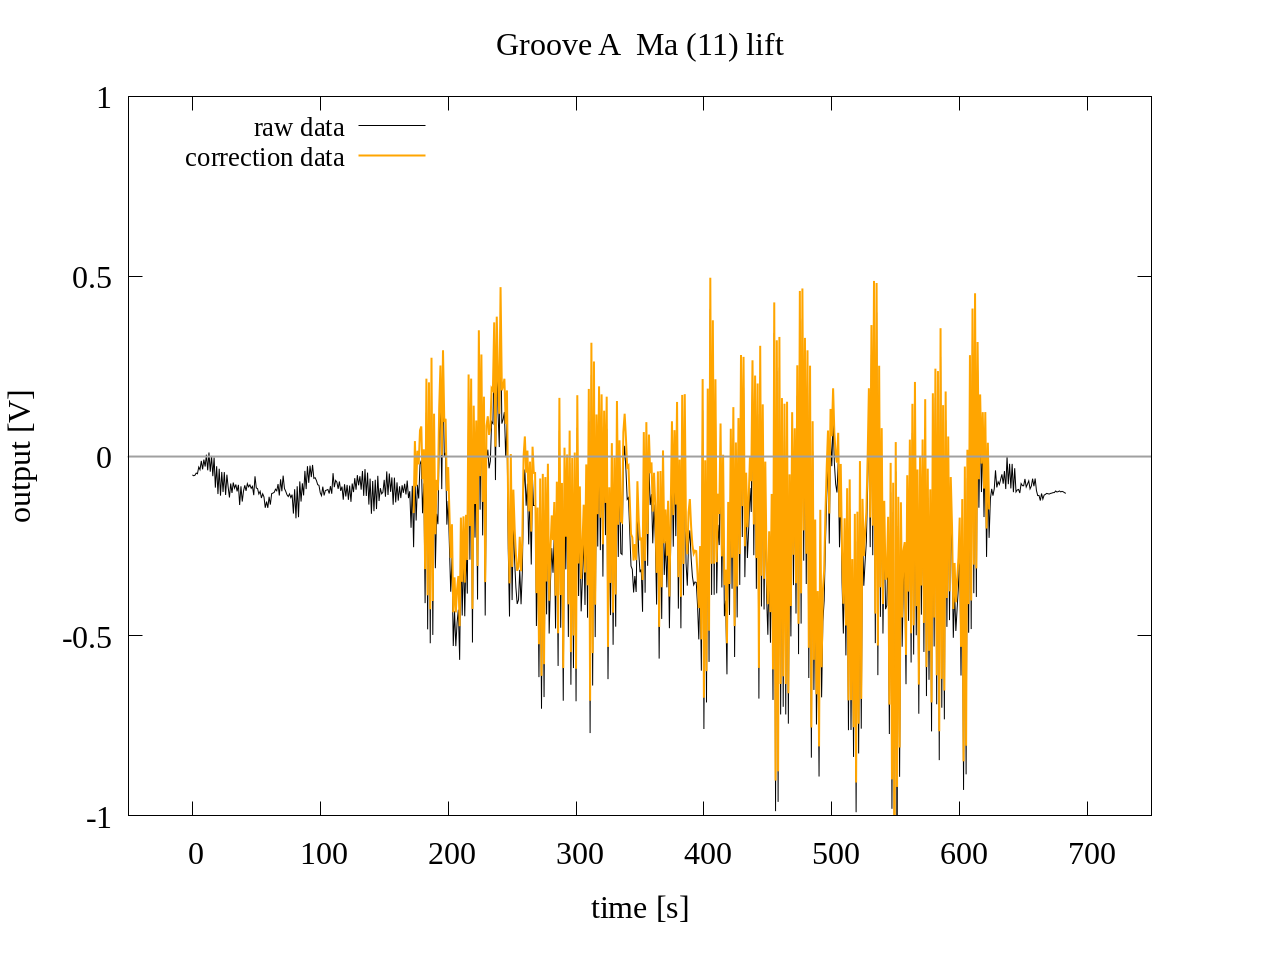 Groove A  Ma (11) lift
1
0.5
0
-0.5
-1
output [V]
raw data
correction data
0 100 200 300 400 500 600 700
time [s]